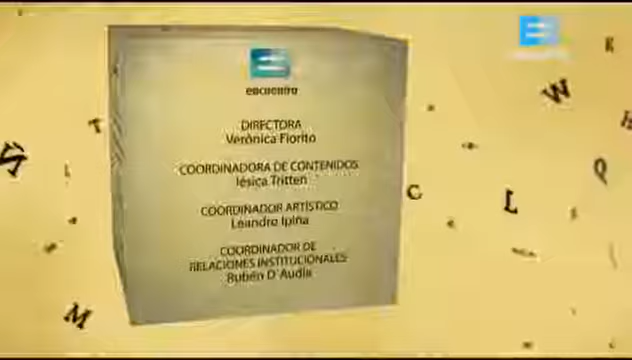 encuentro
DIRECTORA
Verónica Fiorito
COORDINADORA DE CONTENIDOS
Jésica Tritten
COORDINADOR ARTÍSTICO
Leandro Ipiña
COORDINADOR DE
RELACIONES INSTITUCIONALES
Rubén D´Audia
W
K
T
Q
C
L
M